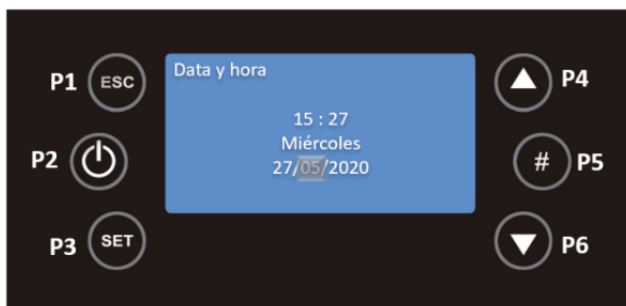 P1 ESC
P2
P3 SET
Data y hora
15 : 27
Miércoles
27/05/2020
P4
# P5
P6